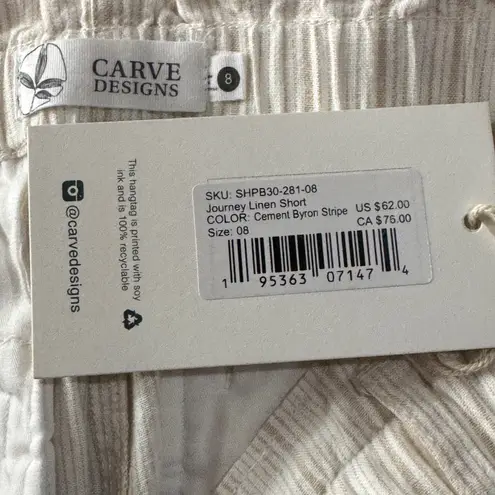 CARVE
DESIGNS
8
SKU: SHPB30-281-08
Journey Linen Short
COLOR: Cement Byron Stripe
Size: 08
US $62.00
CA $75.00
1 95363 07147 4
This hangtag is printed with soy
ink and is 100% recyclable
@carvedesigns